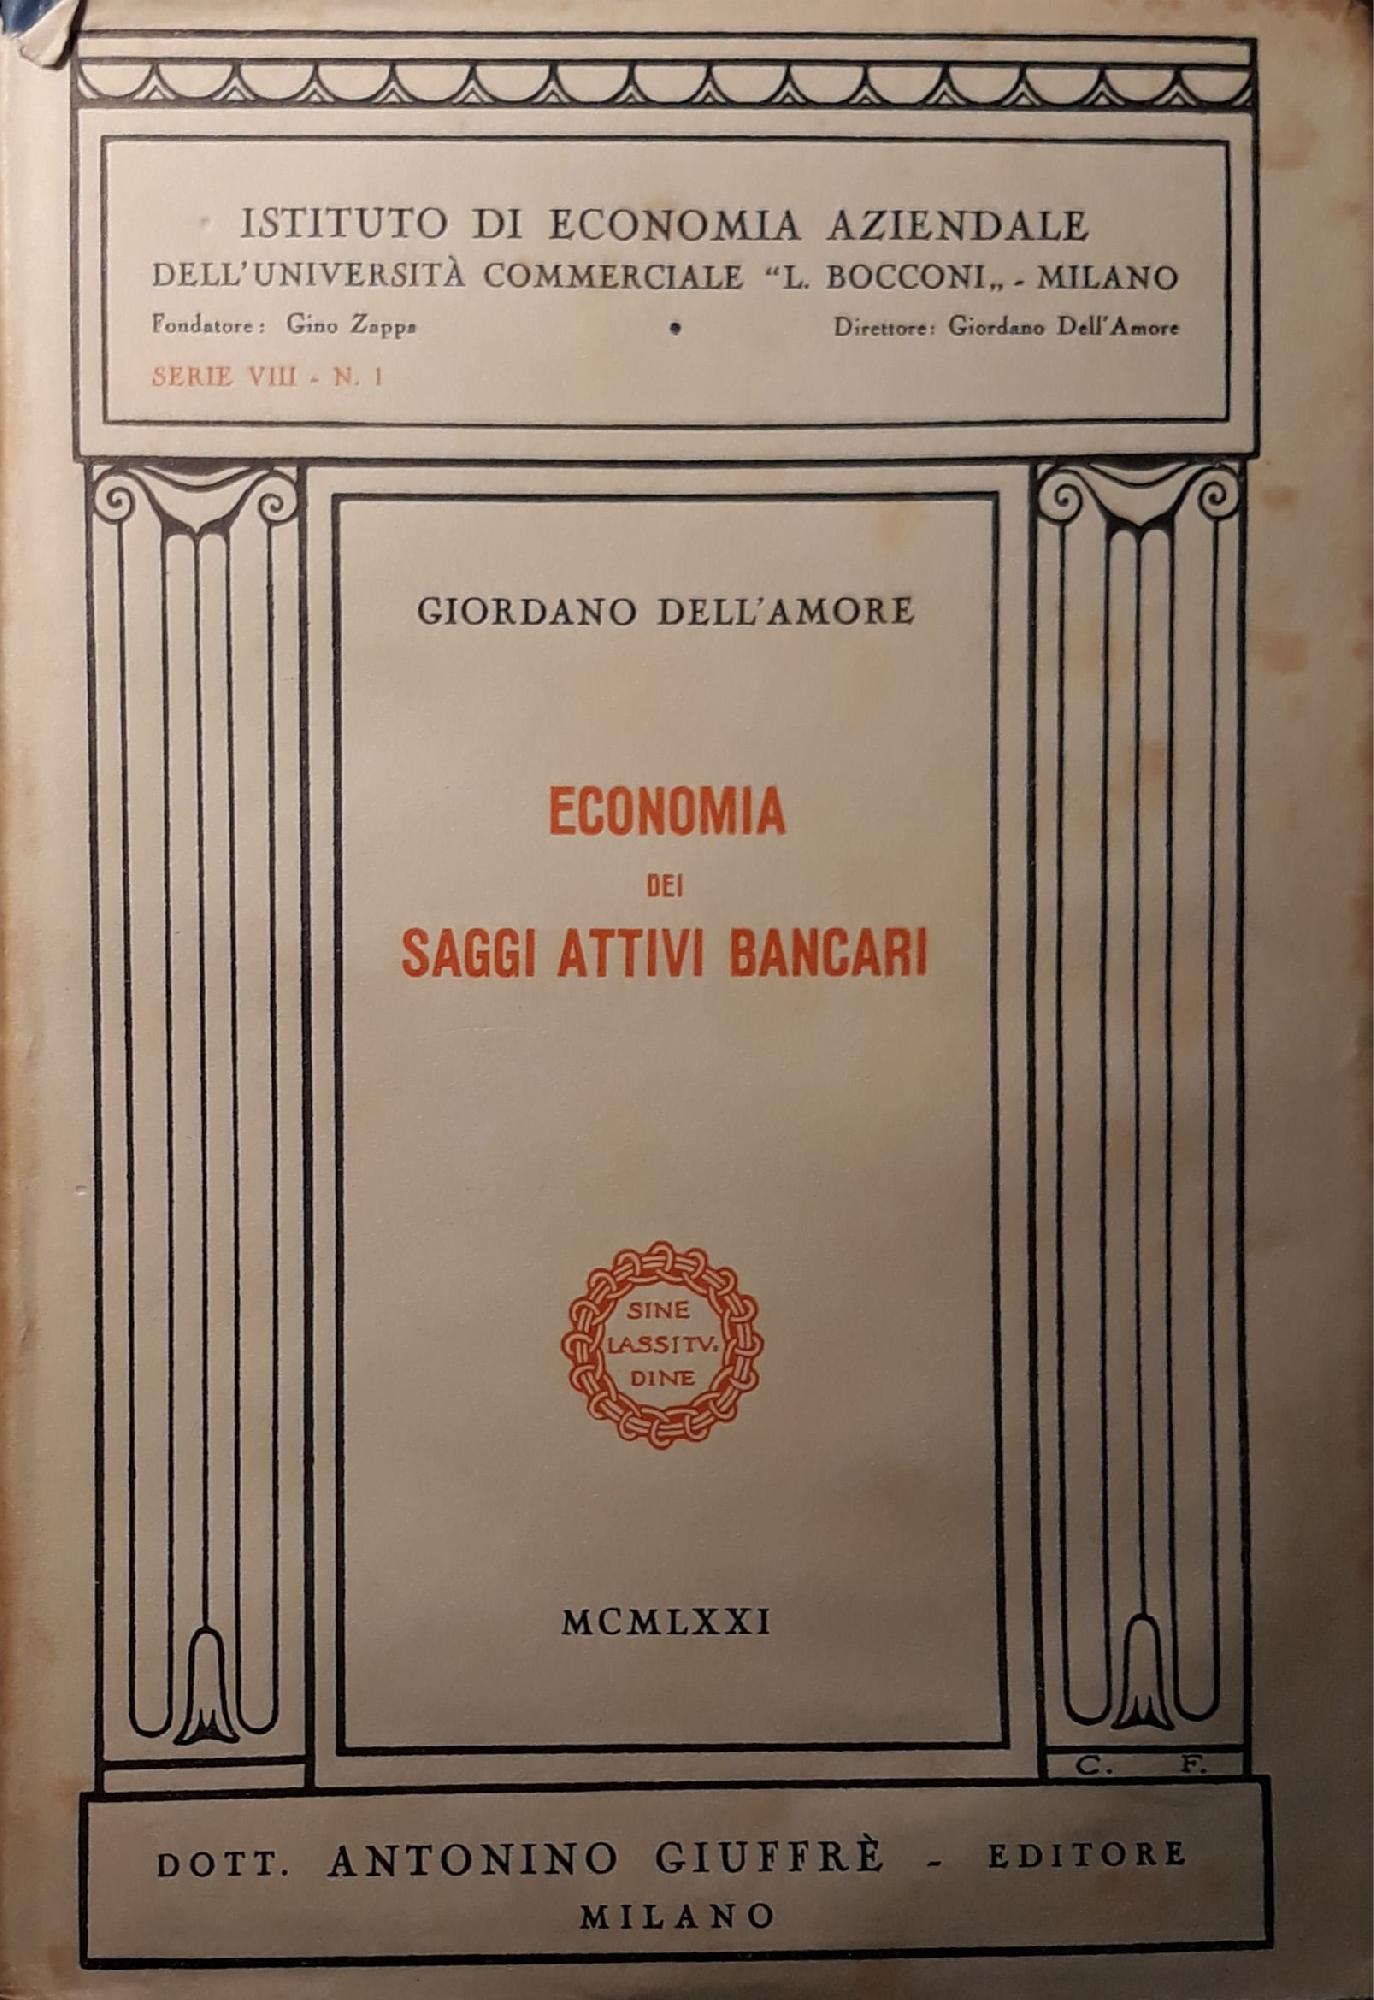 ISTITUTO DI ECONOMIA AZIENDALE
DELL'UNIVERSITÀ COMMERCIALE “L. BOCCONI„ - MILANO
Fondatore: Gino Zappa • Direttore: Giordano Dell'Amore
SERIE VIII - N. 1
GIORDANO DELL'AMORE
ECONOMIA
DEI
SAGGI ATTIVI BANCARI
SINE
LASSITV.
DINE
MCMLXXI
C. F.
DOTT. ANTONINO GIUFFRÈ - EDITORE
MILANO